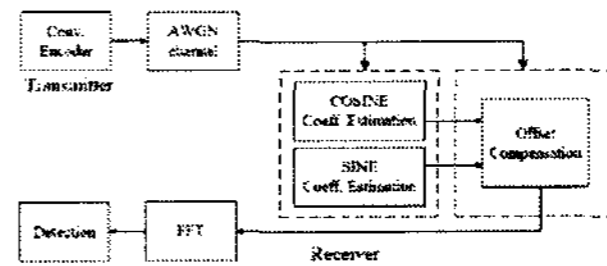 Conv.
Encoder
AWGN
channel
Transmitter
COSINE
Coeff. Estimation
SINE
Coeff. Estimation
Offset
Compensation
Detection
FFT
Receiver